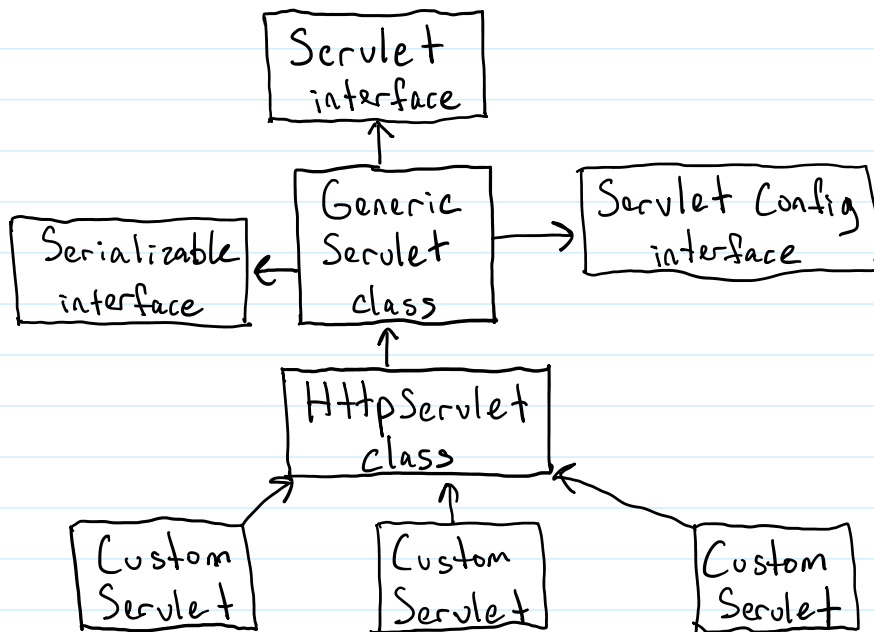 Servlet
interface
Generic
Servlet
class
Servlet Config
interface
Serializable
interface
HttpServlet
class
Custom
Servlet
Custom
Servlet
Custom
Servlet